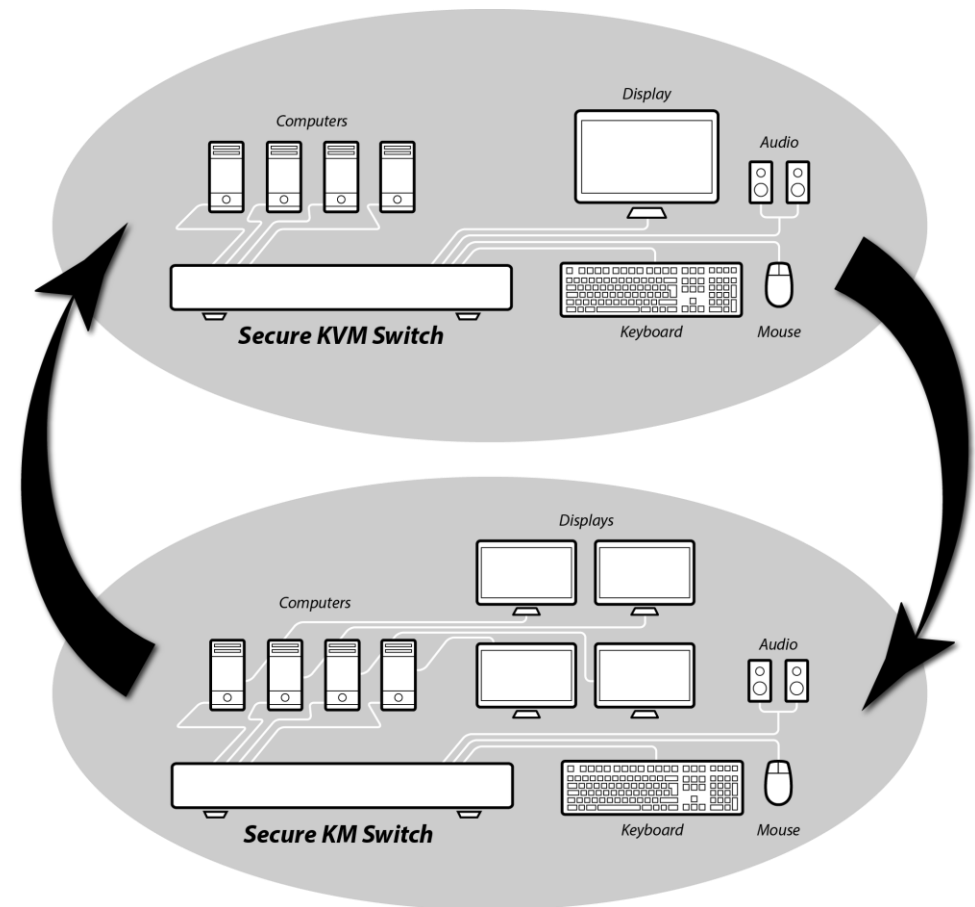 Display
Computers
Audio
Secure KVM Switch
Keyboard
Mouse
Displays
Computers
Audio
Secure KM Switch
Keyboard
Mouse